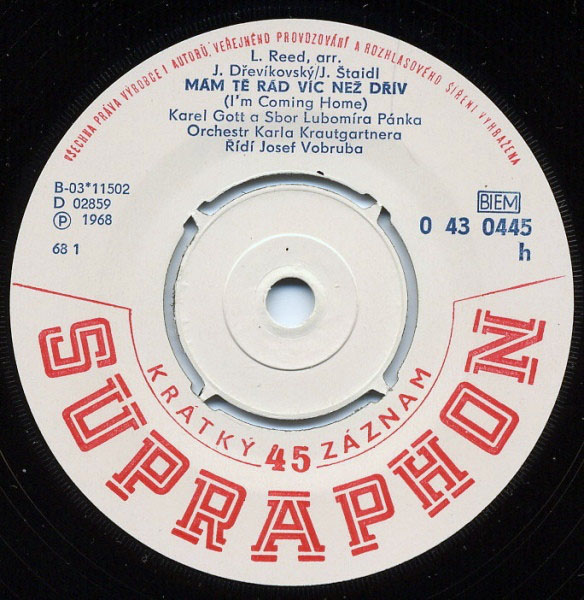 VŠECHNA PRÁVA VÝROBCE I AUTORŮ, VEŘEJNÉHO PROVOZOVÁNÍ A ROZHLASOVÉHO ŠÍŘENÍ VYHRAŽENA
L. Reed, arr.
J. Dřevíkovský/J. Štaidl
MÁM TĚ RÁD VÍC NEŽ DŘÍV
(I'm Coming Home)
Karel Gott a Sbor Lubomíra Pánka
Orchestr Karla Krautgartnera
Řídí Josef Vobruba
B-03*11502
D 02859
Ⓟ 1968
68 1
BIEM
0 43 0445
h
KRÁTKÝ 45 ZÁZNAM
SUPRAPHON